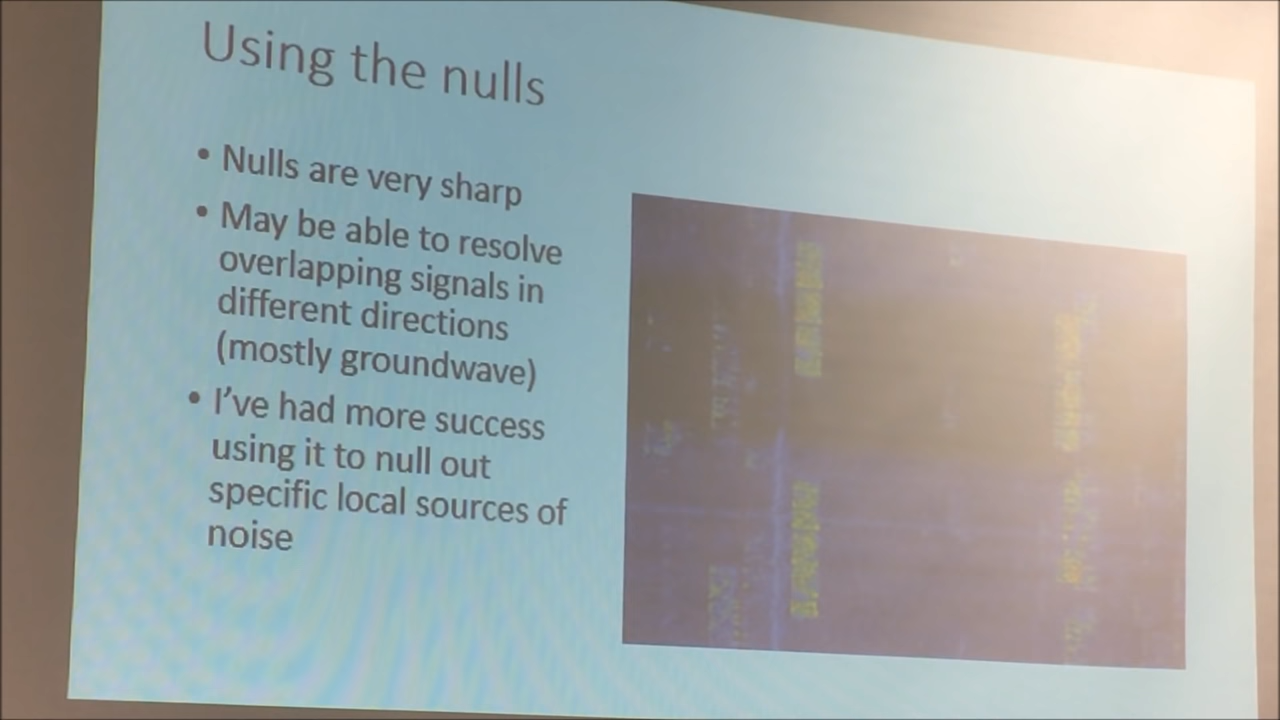 Using the nulls
• Nulls are very sharp
• May be able to resolve
overlapping signals in
different directions
(mostly groundwave)
• I've had more success
using it to null out
specific local sources of
noise